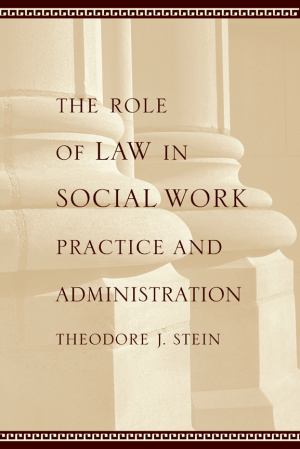 THE ROLE
OF LAW IN
SOCIAL WORK
PRACTICE AND
ADMINISTRATION
THEODORE J. STEIN